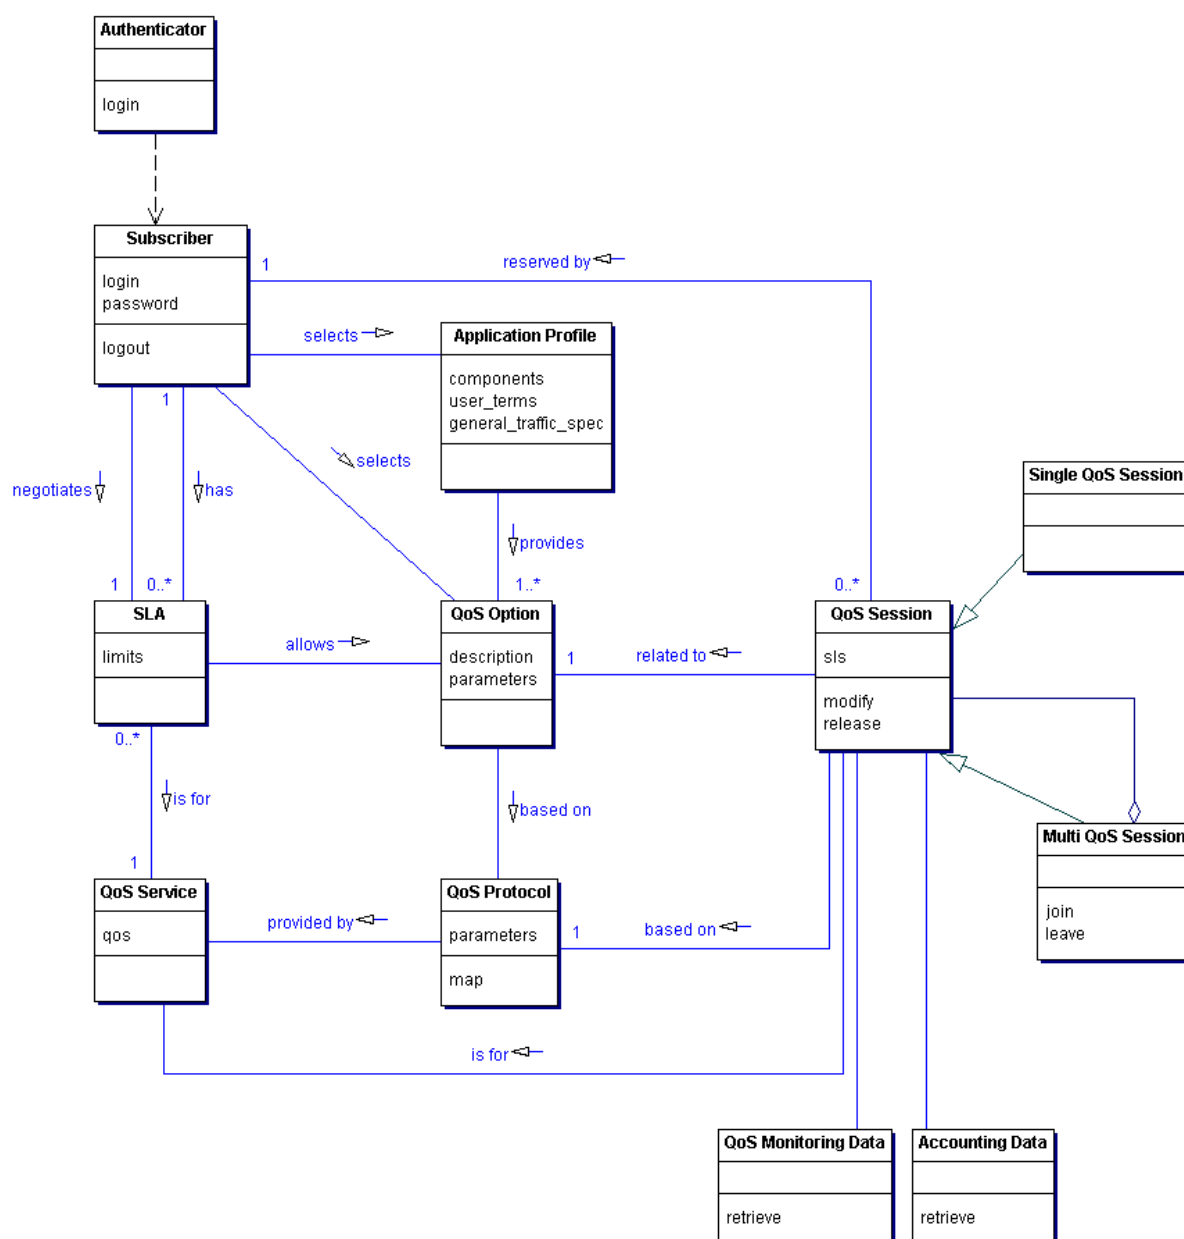 Authenticator
login
Subscriber
login
password
logout
1
reserved by
selects
Application Profile
components
user_terms
general_traffic_spec
1
selects
negotiates
has
Single QoS Session
provides
1
0..*
1..*
0..*
SLA
limits
QoS Option
description
parameters
QoS Session
sls
modify
release
allows
1
related to
0..*
is for
based on
1
Multi QoS Session
join
leave
QoS Service
qos
provided by
QoS Protocol
parameters
map
1
based on
is for
QoS Monitoring Data
retrieve
Accounting Data
retrieve